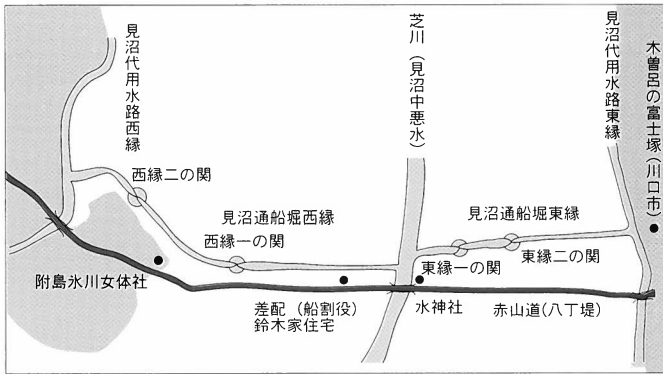 見沼代用水路西縁
芝川（見沼中悪水）
見沼代用水路東縁
木曽呂の富士塚（川口市）
西縁二の関
見沼通船堀西縁
西縁一の関
見沼通船堀東縁
東縁一の関
東縁二の関
附島氷川女体社
差配（船割役）
鈴木家住宅
水神社
赤山道（八丁堤）